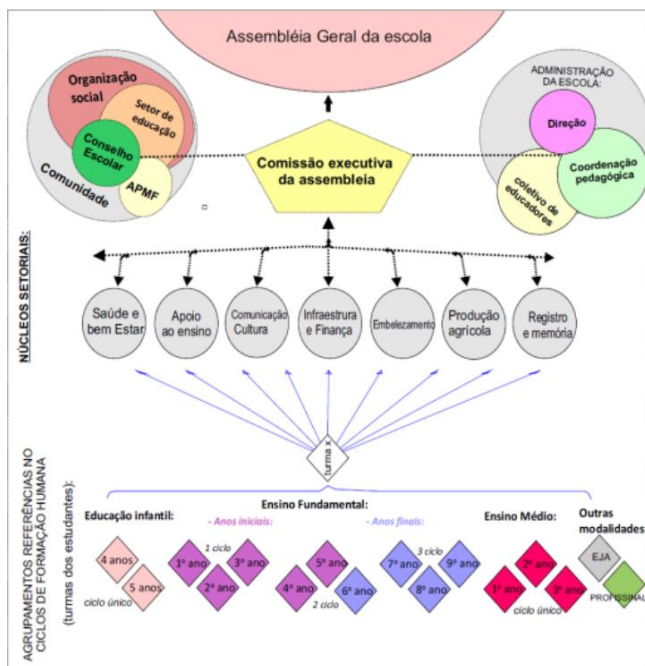 Assembléia Geral da escola
Organização
social
Setor de
educação
Conselho
Escolar
APMF
Comunidade
Comissão executiva
da assembleia
ADMINISTRAÇÃO
DA ESCOLA:
Direção
Coordenação
pedagógica
coletivo de
educadores
NÚCLEOS SETORIAIS:
Saúde e
bem Estar
Apoio
ao ensino
Comunicação
Cultura
Infraestrura
e Finança
Embelezamento
Produção
agrícola
Registro
e memória
turma x
AGRUPAMENTOS REFERÊNCIAS NO
CICLOS DE FORMAÇÃO HUMANA
(turmas dos estudantes):
Educação infantil:
4 anos
5 anos
ciclo único
Ensino Fundamental:
- Anos iniciais:
1 ciclo
1º ano
2º ano
3º ano
4º ano
5º ano
6º ano
2 ciclo
- Anos finais:
3 ciclo
7º ano
8º ano
9º ano
Ensino Médio:
1º ano
2º ano
3º ano
ciclo único
Outras
modalidades:
EJA
PROFISSINAL